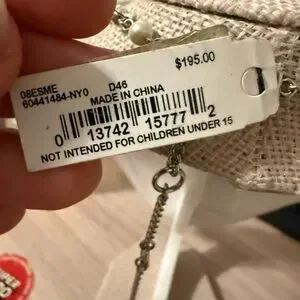 08ESME D46 $195.00
60441484-NY0 MADE IN CHINA
0 13742 15777 2
NOT INTENDED FOR CHILDREN UNDER 15